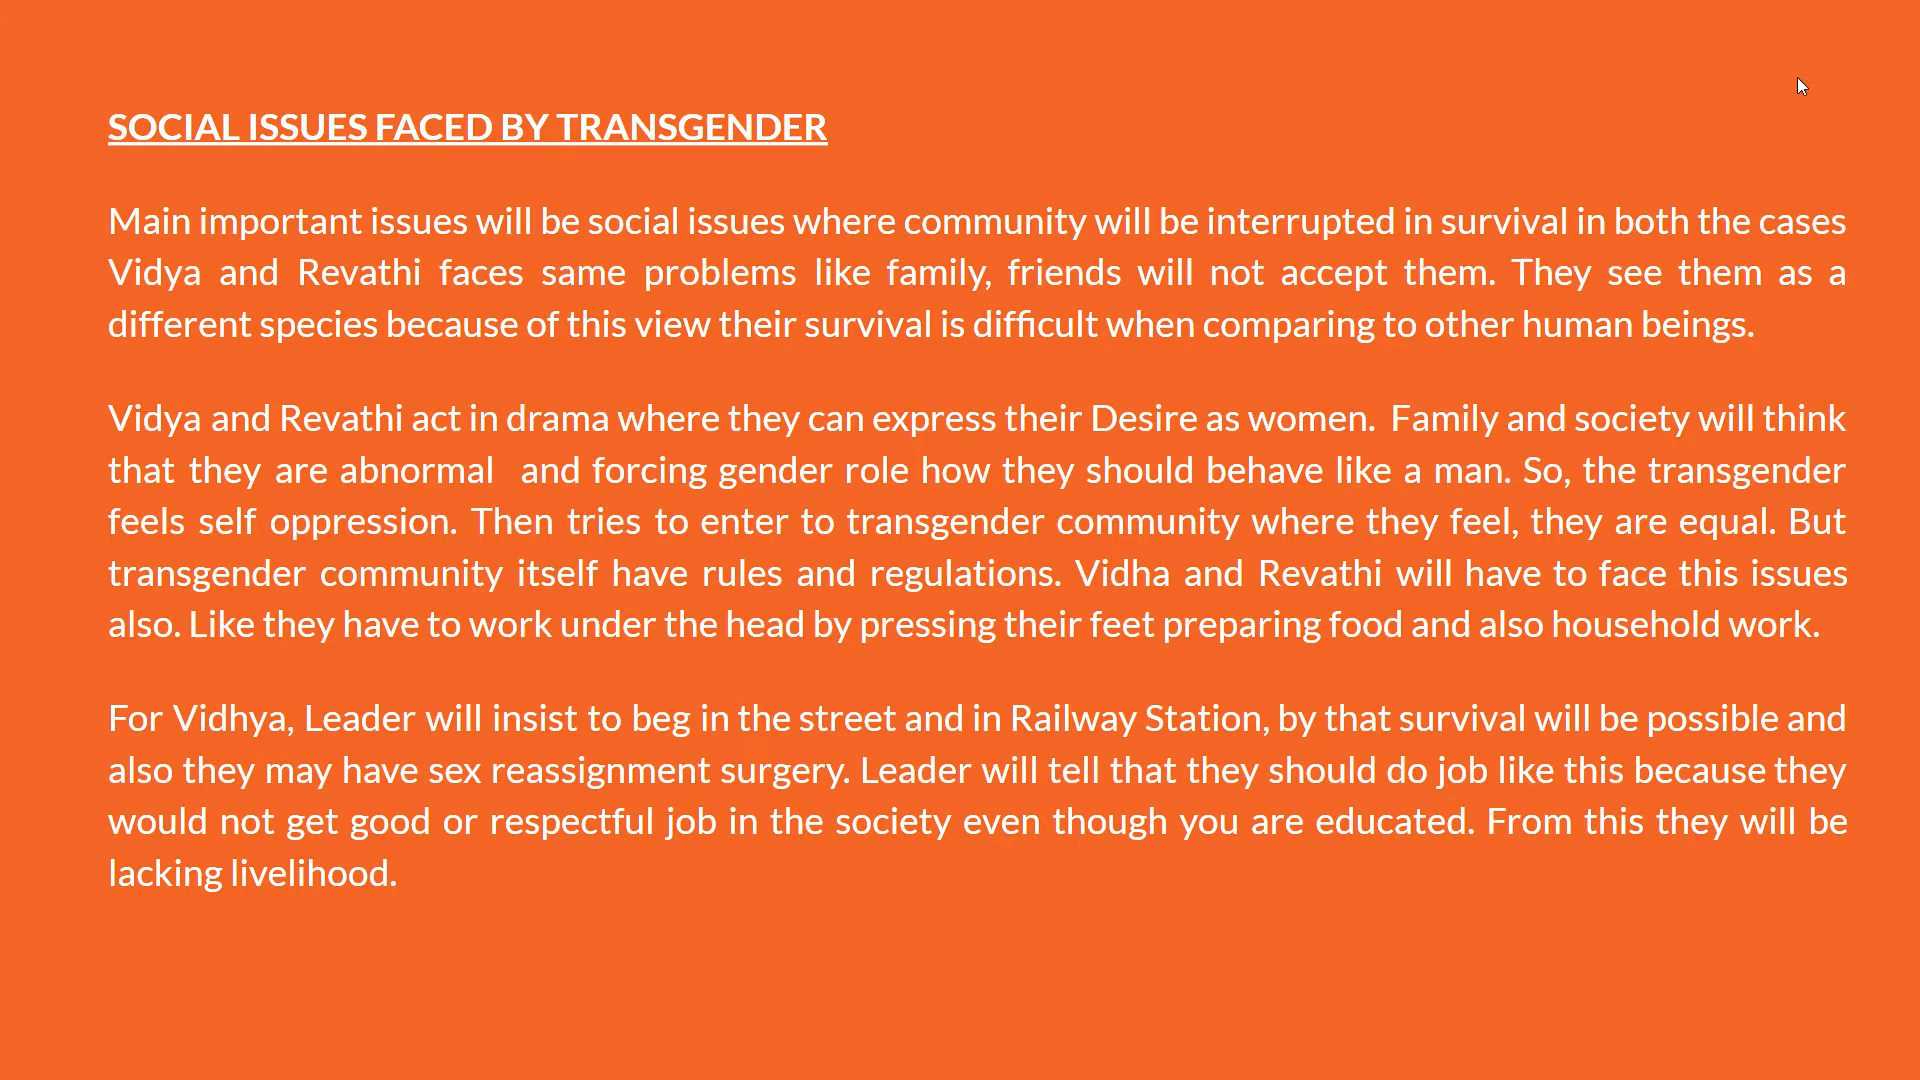 SOCIAL ISSUES FACED BY TRANSGENDER
Main important issues will be social issues where community will be interrupted in survival in both the cases
Vidya and Revathi faces same problems like family, friends will not accept them. They see them as a
different species because of this view their survival is difficult when comparing to other human beings.
Vidya and Revathi act in drama where they can express their Desire as women.  Family and society will think
that they are abnormal  and forcing gender role how they should behave like a man. So, the transgender
feels self oppression. Then tries to enter to transgender community where they feel, they are equal. But
transgender community itself have rules and regulations. Vidha and Revathi will have to face this issues
also. Like they have to work under the head by pressing their feet preparing food and also household work.
For Vidhya, Leader will insist to beg in the street and in Railway Station, by that survival will be possible and
also they may have sex reassignment surgery. Leader will tell that they should do job like this because they
would not get good or respectful job in the society even though you are educated. From this they will be
lacking livelihood.